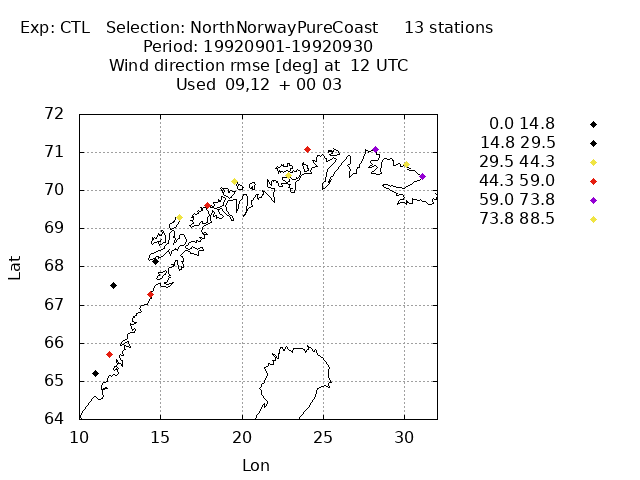 Exp: CTL Selection: NorthNorwayPureCoast 13 stations
Period: 19920901-19920930
Wind direction rmse [deg] at 12 UTC
Used 09,12 + 00 03
72
71
70
69
68
67
66
65
64
10 15 20 25 30
Lat
Lon
0.0 14.8
14.8 29.5
29.5 44.3
44.3 59.0
59.0 73.8
73.8 88.5